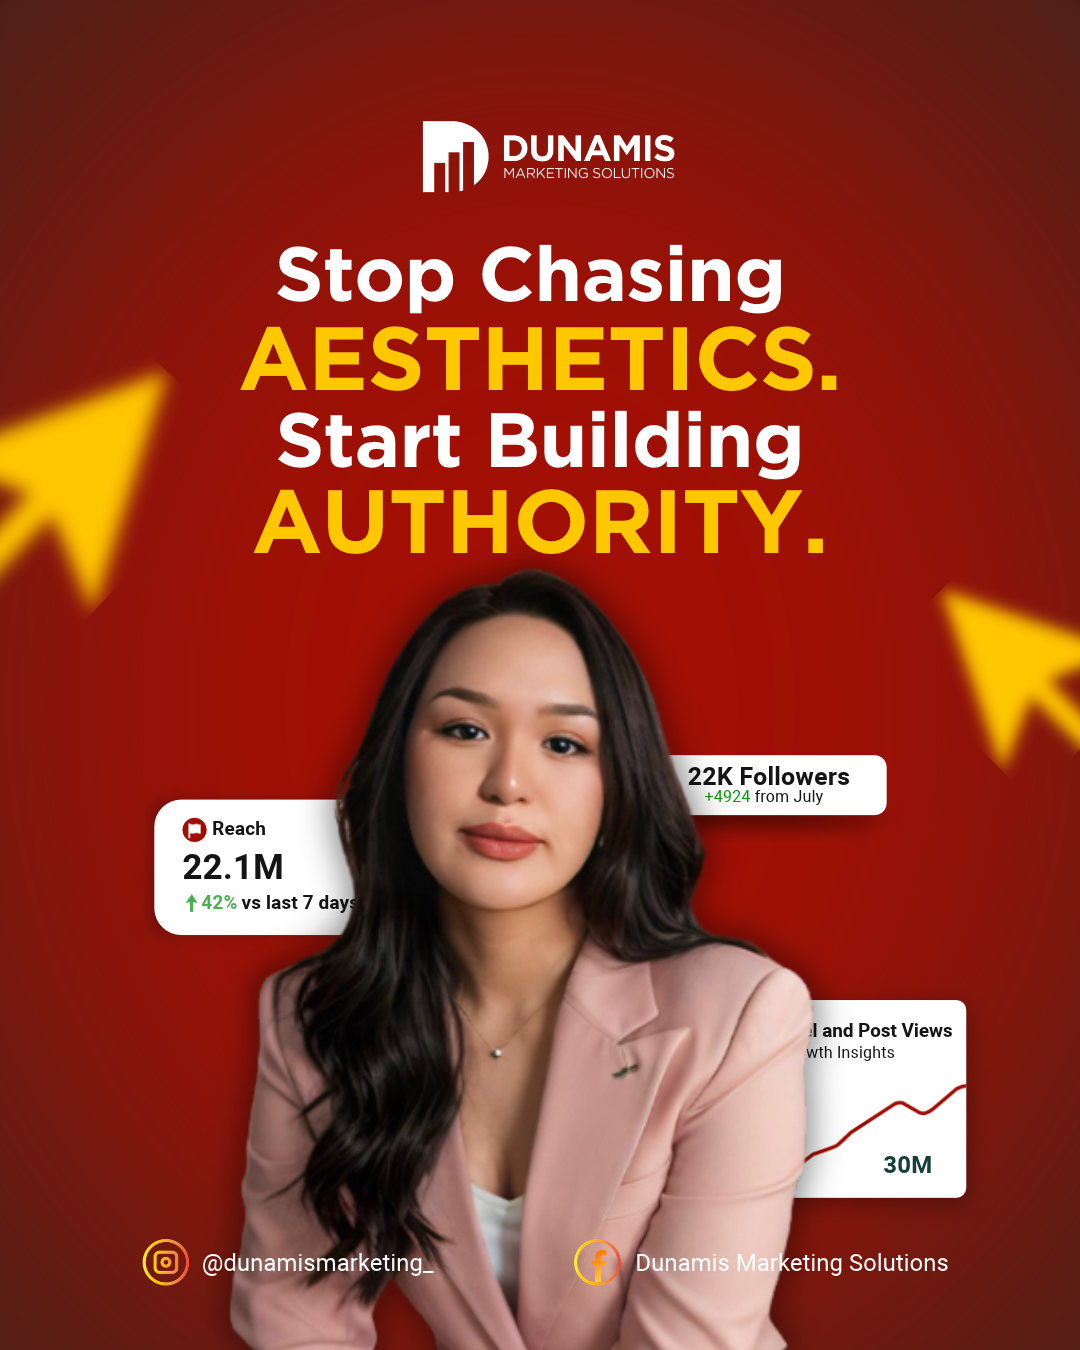 DUNAMIS
MARKETING SOLUTIONS
Stop Chasing
AESTHETICS.
Start Building
AUTHORITY.
22K Followers
+4924 from July
Reach
22.1M
42% vs last 7 days
and Post Views
Insights
30M
@dunamismarketing_
Dunamis Marketing Solutions